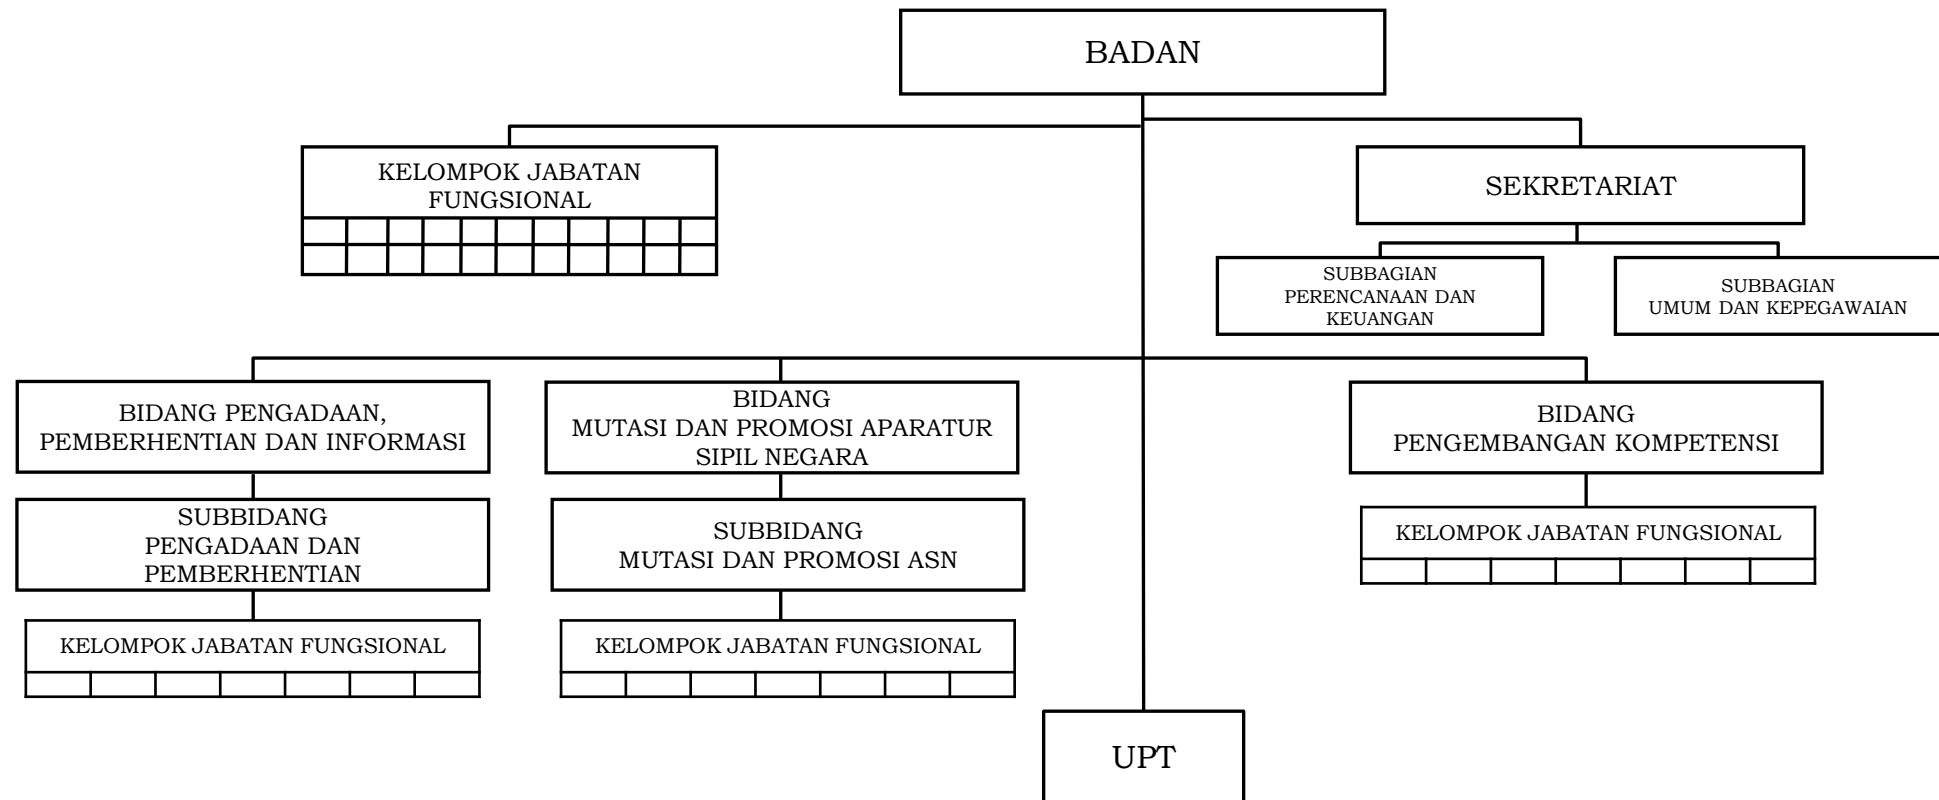 BADAN
KELOMPOK JABATAN
FUNGSIONAL
SEKRETARIAT
SUBBAGIAN
PERENCANAAN DAN
KEUANGAN
SUBBAGIAN
UMUM DAN KEPEGAWAIAN
BIDANG PENGADAAN,
PEMBERHENTIAN DAN INFORMASI
BIDANG
MUTASI DAN PROMOSI APARATUR
SIPIL NEGARA
BIDANG
PENGEMBANGAN KOMPETENSI
SUBBIDANG
PENGADAAN DAN
PEMBERHENTIAN
SUBBIDANG
MUTASI DAN PROMOSI ASN
KELOMPOK JABATAN FUNGSIONAL
KELOMPOK JABATAN FUNGSIONAL
KELOMPOK JABATAN FUNGSIONAL
UPT